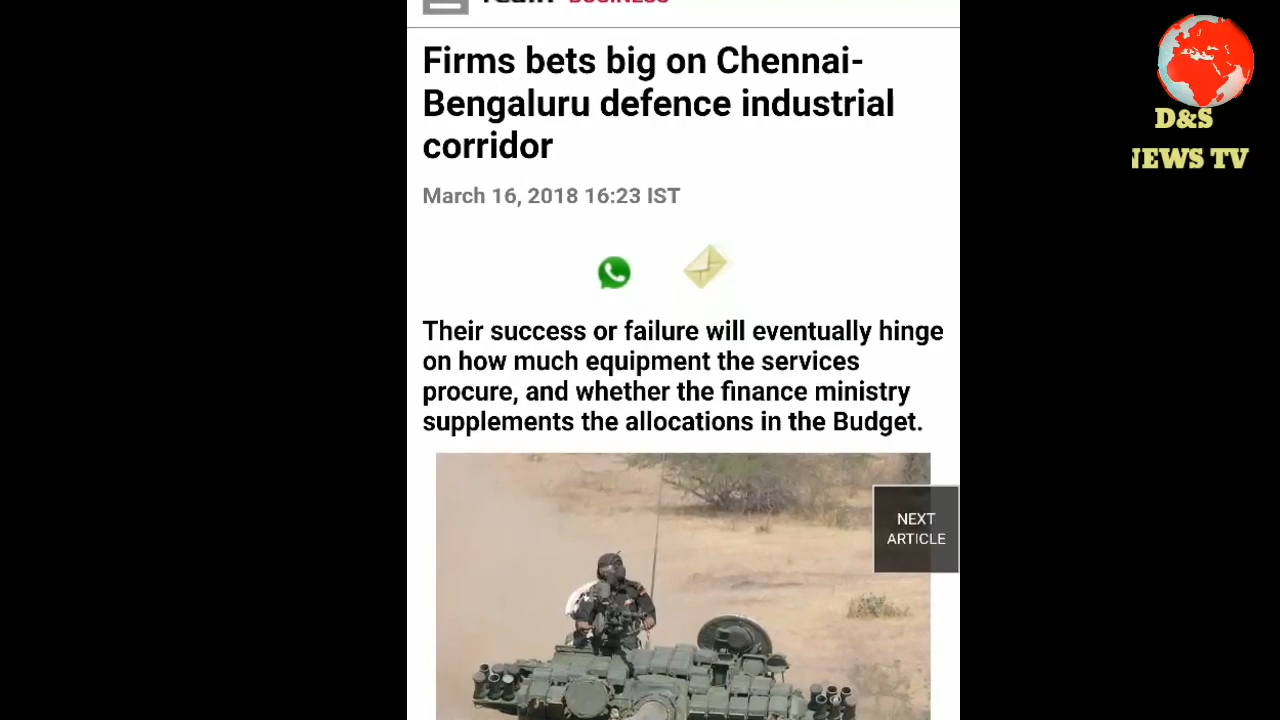 BUSINESS
Firms bets big on Chennai-
Bengaluru defence industrial
corridor
March 16, 2018 16:23 IST
Their success or failure will eventually hinge
on how much equipment the services
procure, and whether the finance ministry
supplements the allocations in the Budget.
NEXT
ARTICLE
D&S
NEWS TV